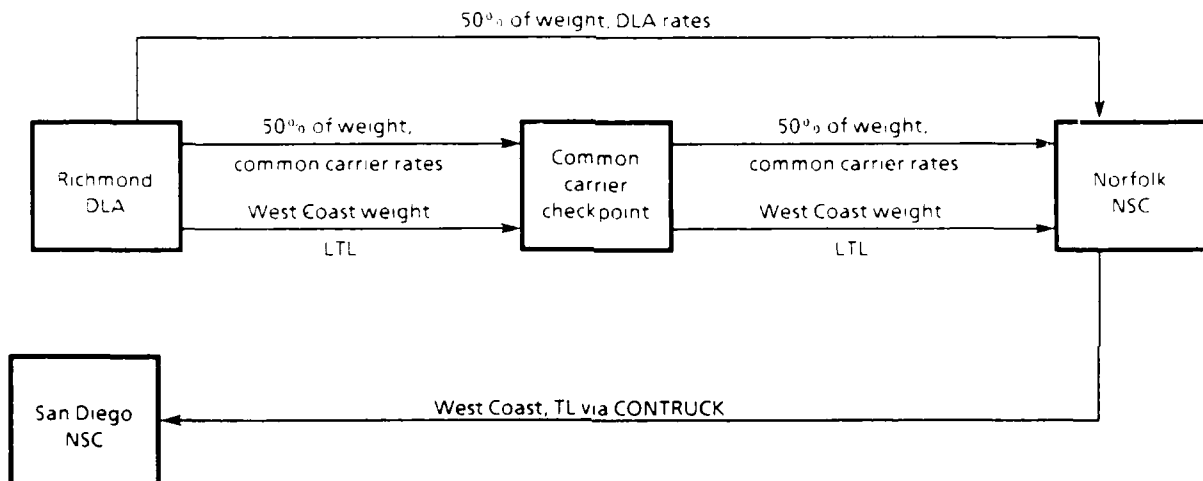 50% of weight, DLA rates
50% of weight,
common carrier rates
50% of weight,
common carrier rates
Richmond
DLA
Common
carrier
checkpoint
Norfolk
NSC
West Coast weight
LTL
West Coast weight
LTL
San Diego
NSC
West Coast, TL via CONTRUCK